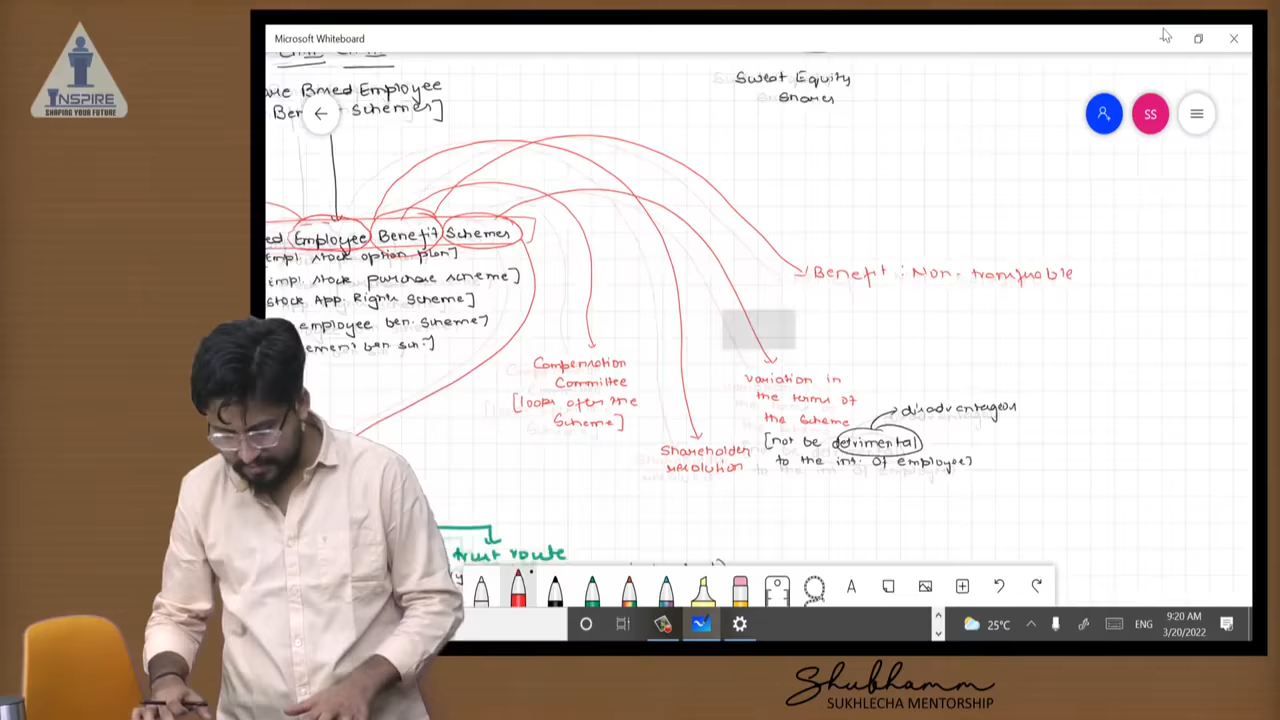 INSPIRE
SHAPING YOUR FUTURE
Microsoft Whiteboard
Sweat Equity
Shares
Based Employee
Schemes]
SS
Employee Benefit Schemes
Empl. stock option plan]
Empl. stock purchase scheme]
Stock App. Rights Scheme]
employee ben. scheme]
ben sch.]
Benefit : Non-transferable
Compensation
Committee
[loops after the
Scheme]
Shareholder
resolution
variation in
the terms of
the scheme
[not be detrimental
to the int. of employee]
disadvantageous
trust route
A
25°C
ENG
9:20 AM
3/20/2022
Shubhamm
SUKHLECHA MENTORSHIP